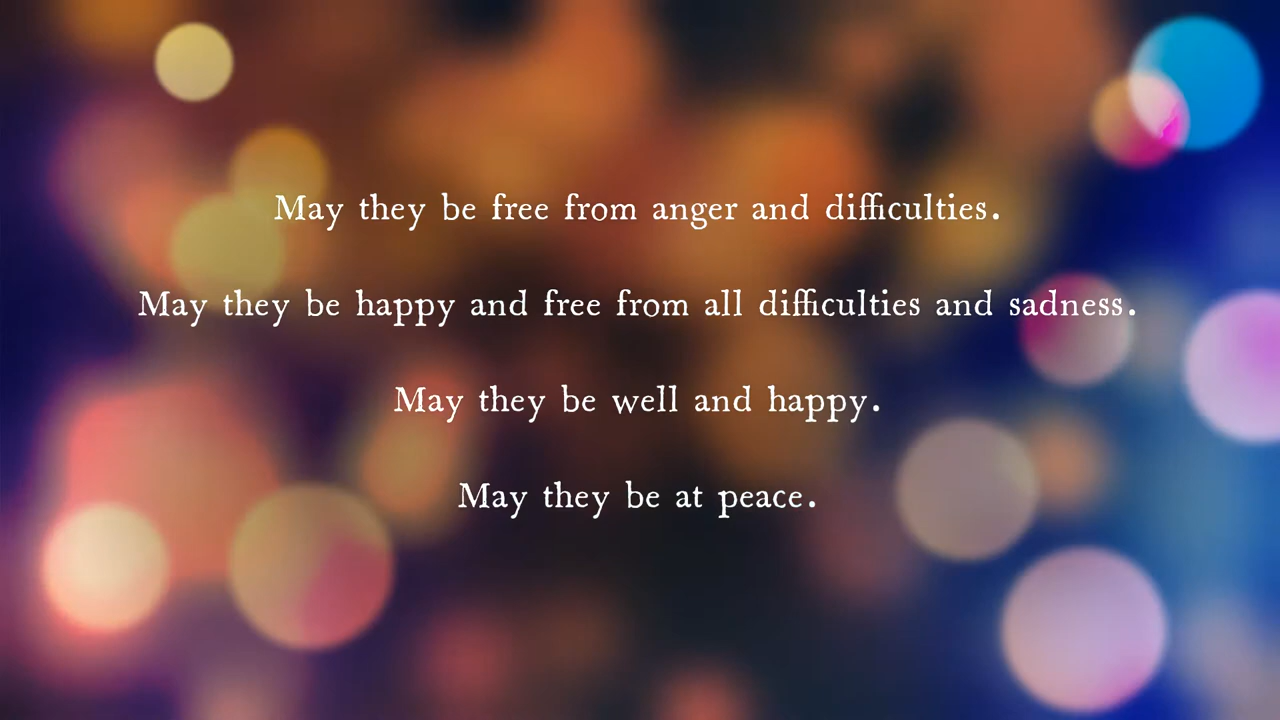 May they be free from anger and difficulties.
May they be happy and free from all difficulties and sadness.
May they be well and happy.
May they be at peace.